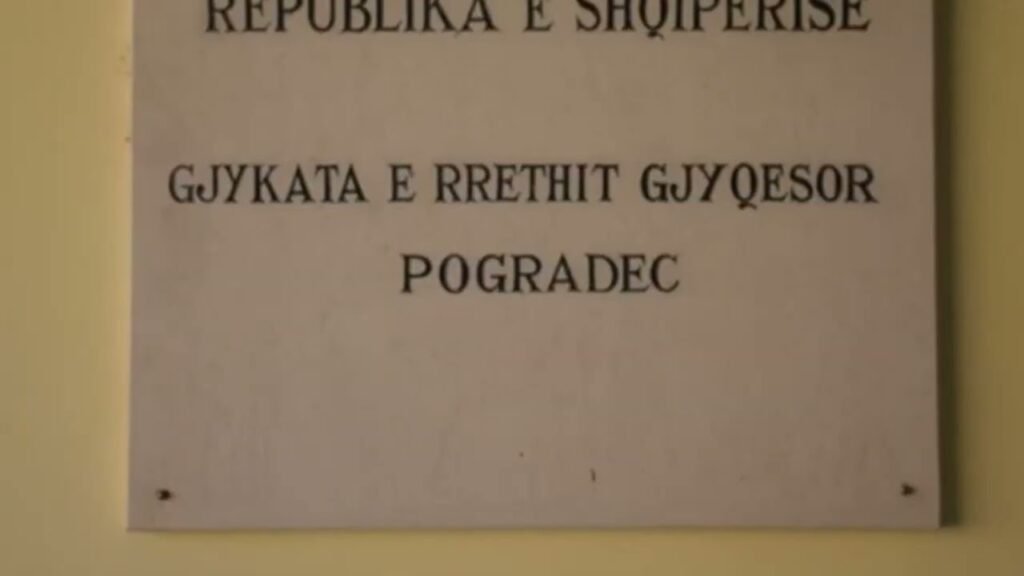 REPUBLIKA E SHQIPERISE
GJYKATA E RRETHIT GJYQESOR
POGRADEC